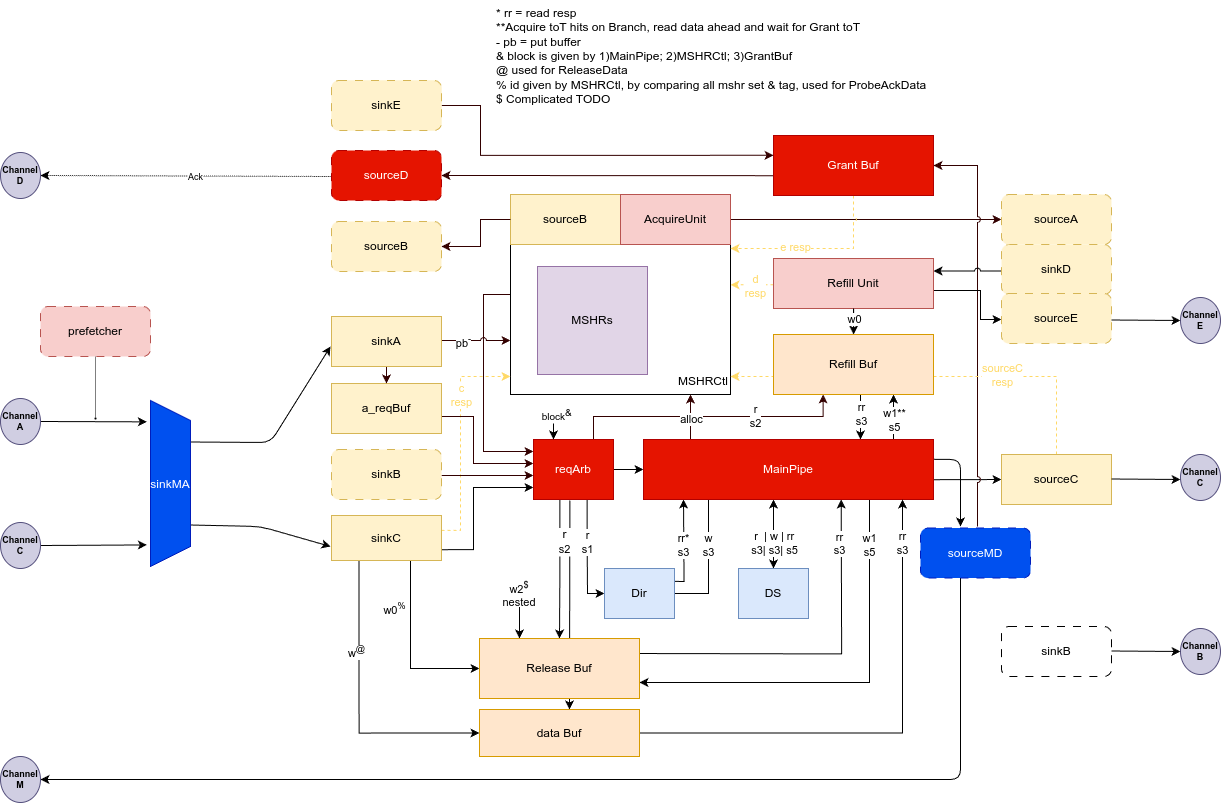 * rr = read resp
**Acquire toT hits on Branch, read data ahead and wait for Grant toT
- pb = put buffer
& block is given by 1)MainPipe; 2)MSHRCtl; 3)GrantBuf
@ used for ReleaseData
% id given by MSHRCtl, by comparing all mshr set & tag, used for ProbeAckData
$ Complicated TODO
sinkE
Channel
D
Ack
sourceD
Grant Buf
sourceB
sourceB
AcquireUnit
sourceA
e resp
sinkD
d
resp
Refill Unit
MSHRs
sourceE
Channel
E
w0
prefetcher
sinkA
pb-
Refill Buf
sourceC
resp
MSHRCtl
c
resp
a_reqBuf
Channel
A
block&
alloc
r
s2
rr
s3
w1**
s5
sinkMA
sinkB
reqArb
MainPipe
sourceC
Channel
C
Channel
C
sinkC
r
s2
r
s1
rr*
s3
w
s3
r | w | rr
s3| s3| s5
rr
s3
w1
s5
rr
s3
sourceMD
w0%
w2$
nested
Dir
DS
w@
Release Buf
sinkB
Channel
B
data Buf
Channel
M